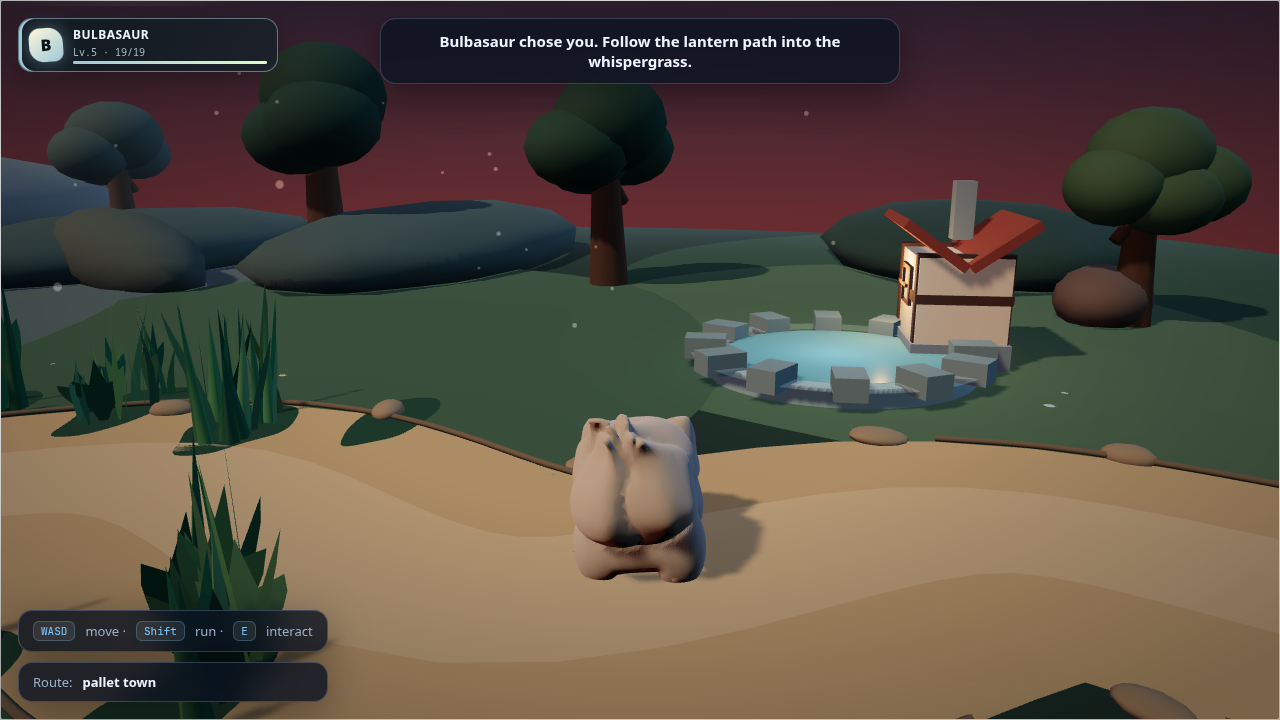 B
BULBASAUR
Lv.5 · 19/19
Bulbasaur chose you. Follow the lantern path into the
whispergrass.
WASD move · Shift run · E interact
Route: pallet town